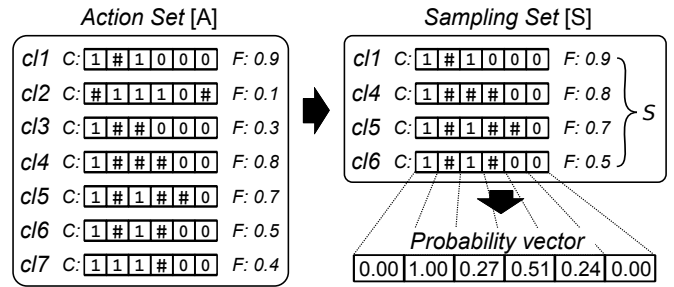 Action Set [A]
cl1 C: 1 # 1 0 0 0 F: 0.9
cl2 C: # 1 1 1 0 # F: 0.1
cl3 C: 1 # # 0 0 0 F: 0.3
cl4 C: 1 # # # 0 0 F: 0.8
cl5 C: 1 # 1 # # 0 F: 0.7
cl6 C: 1 # 1 # 0 0 F: 0.5
cl7 C: 1 1 1 # 0 0 F: 0.4
Sampling Set [S]
cl1 C: 1 # 1 0 0 0 F: 0.9
cl4 C: 1 # # # 0 0 F: 0.8
cl5 C: 1 # 1 # # 0 F: 0.7
cl6 C: 1 # 1 # 0 0 F: 0.5
S
Probability vector
0.00 1.00 0.27 0.51 0.24 0.00